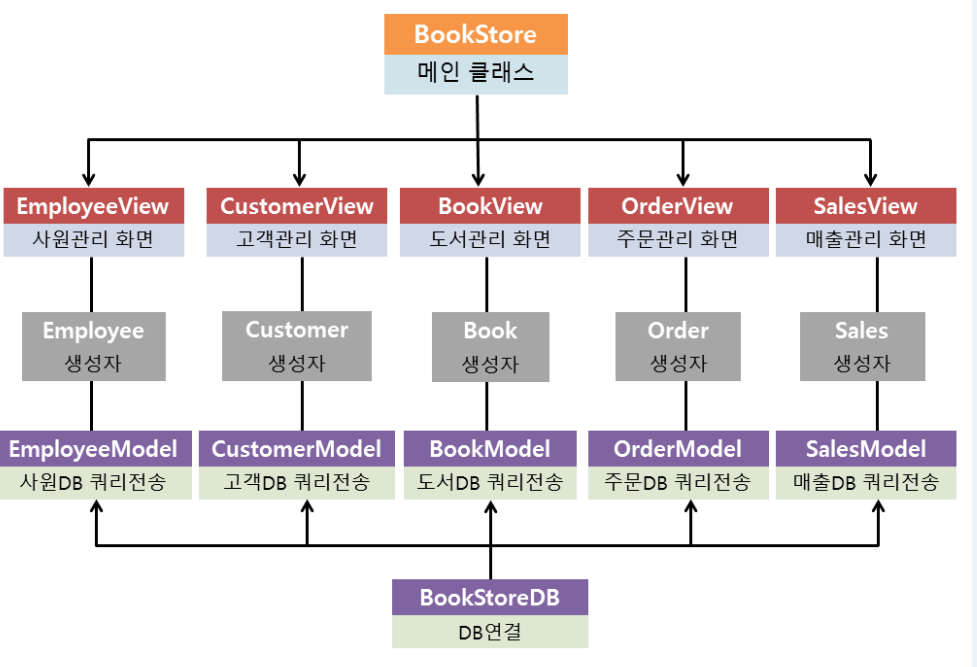 BookStore
메인 클래스
EmployeeView
사원관리 화면
CustomerView
고객관리 화면
BookView
도서관리 화면
OrderView
주문관리 화면
SalesView
매출관리 화면
Employee
생성자
Customer
생성자
Book
생성자
Order
생성자
Sales
생성자
EmployeeModel
사원DB 쿼리전송
CustomerModel
고객DB 쿼리전송
BookModel
도서DB 쿼리전송
OrderModel
주문DB 쿼리전송
SalesModel
매출DB 쿼리전송
BookStoreDB
DB연결